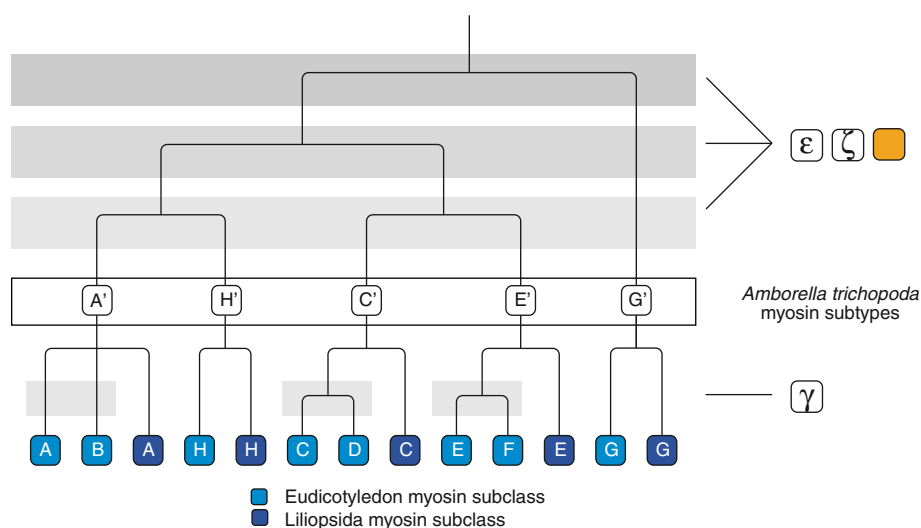 ε ζ
A’ H’ C’ E’ G’
Amborella trichopoda
myosin subtypes
γ
A B A H H C D C E F E G G
Eudicotyledon myosin subclass
Liliopsida myosin subclass